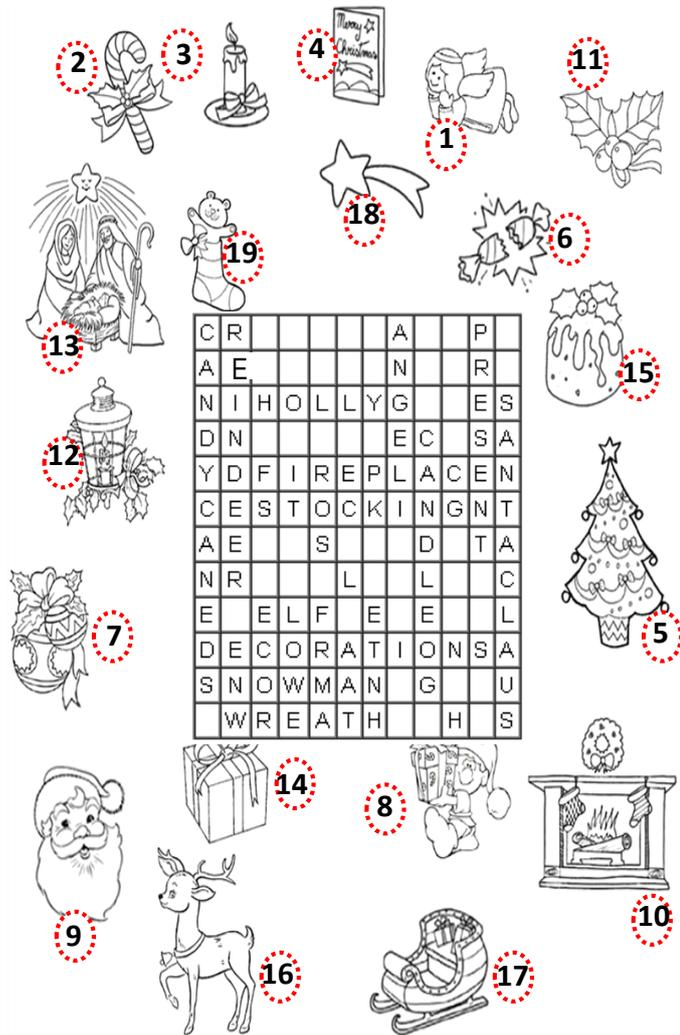 2
3
4
Merry
Christmas
1
11
18
6
19
13
15
12
7
5
C R A P
A E N R
N I H O L L Y G E S
D N E C S A
Y D F I R E P L A C E N
C E S T O C K I N G N T
A E S D T A
N R L L C
E E L F E E L
D E C O R A T I O N S A
S N O W M A N G U
W R E A T H H S
14
8
9
10
16
17